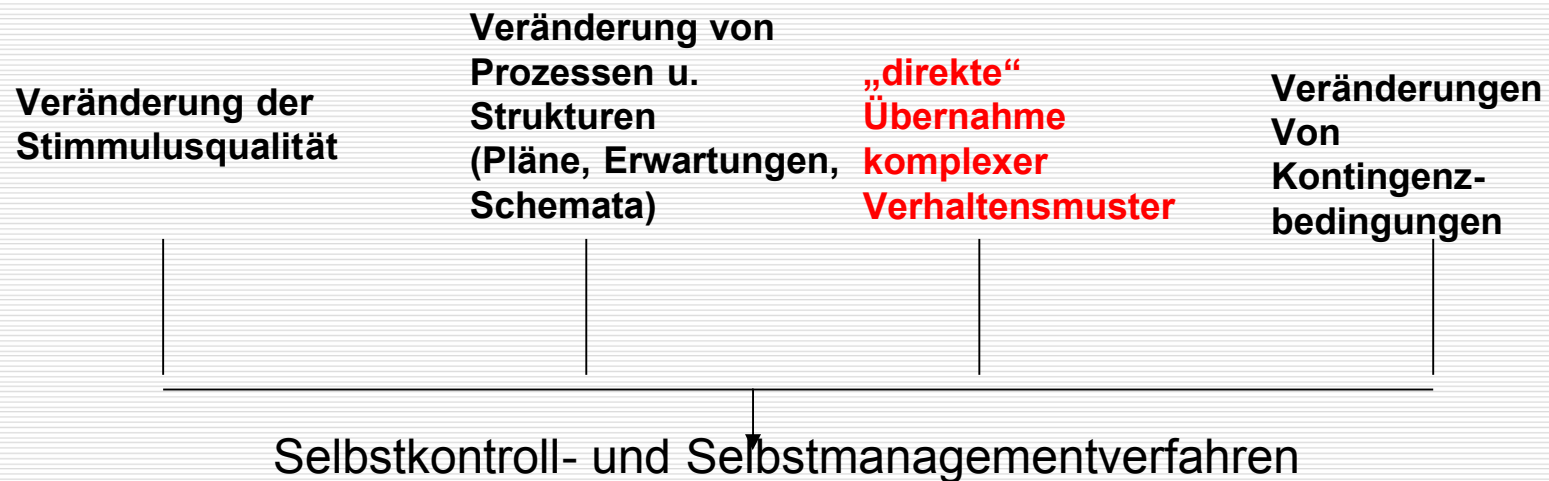 Veränderung der
Stimmulusqualität
Veränderung von
Prozessen u.
Strukturen
(Pläne, Erwartungen,
Schemata)
„direkte“
Übernahme
komplexer
Verhaltensmuster
Veränderungen
Von
Kontingenz-
bedingungen
Selbstkontroll- und Selbstmanagementverfahren